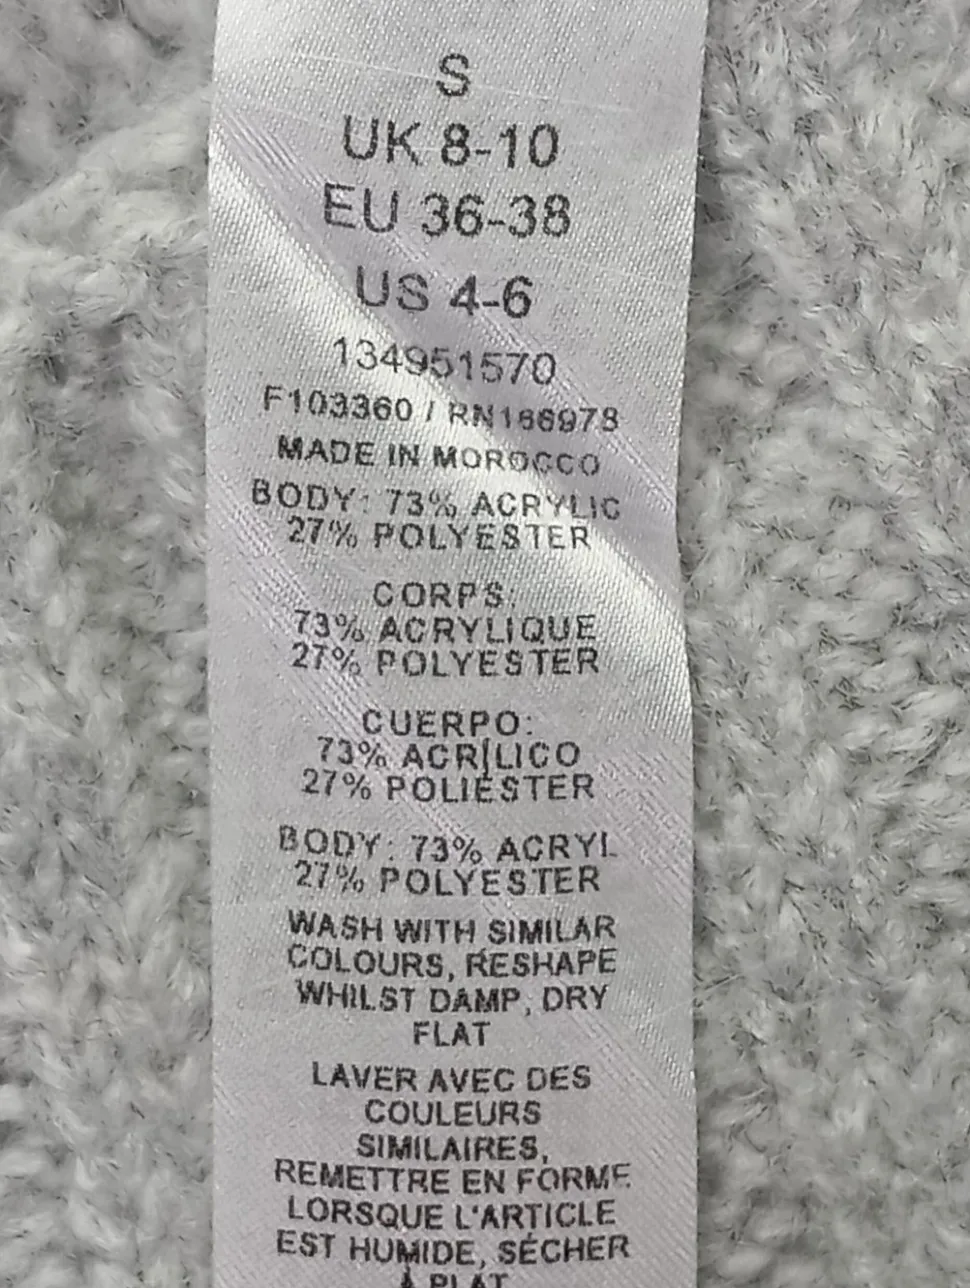 S
UK 8-10
EU 36-38
US 4-6
134951570
F103360 / RN166978
MADE IN MOROCCO
BODY: 73% ACRYLIC
27% POLYESTER
CORPS:
73% ACRYLIQUE
27% POLYESTER
CUERPO:
73% ACRÍLICO
27% POLIÉSTER
BODY: 73% ACRYL
27% POLYESTER
WASH WITH SIMILAR
COLOURS, RESHAPE
WHILST DAMP, DRY
FLAT
LAVER AVEC DES
COULEURS
SIMILAIRES,
REMETTRE EN FORME
LORSQUE L'ARTICLE
EST HUMIDE, SÉCHER
À PLAT